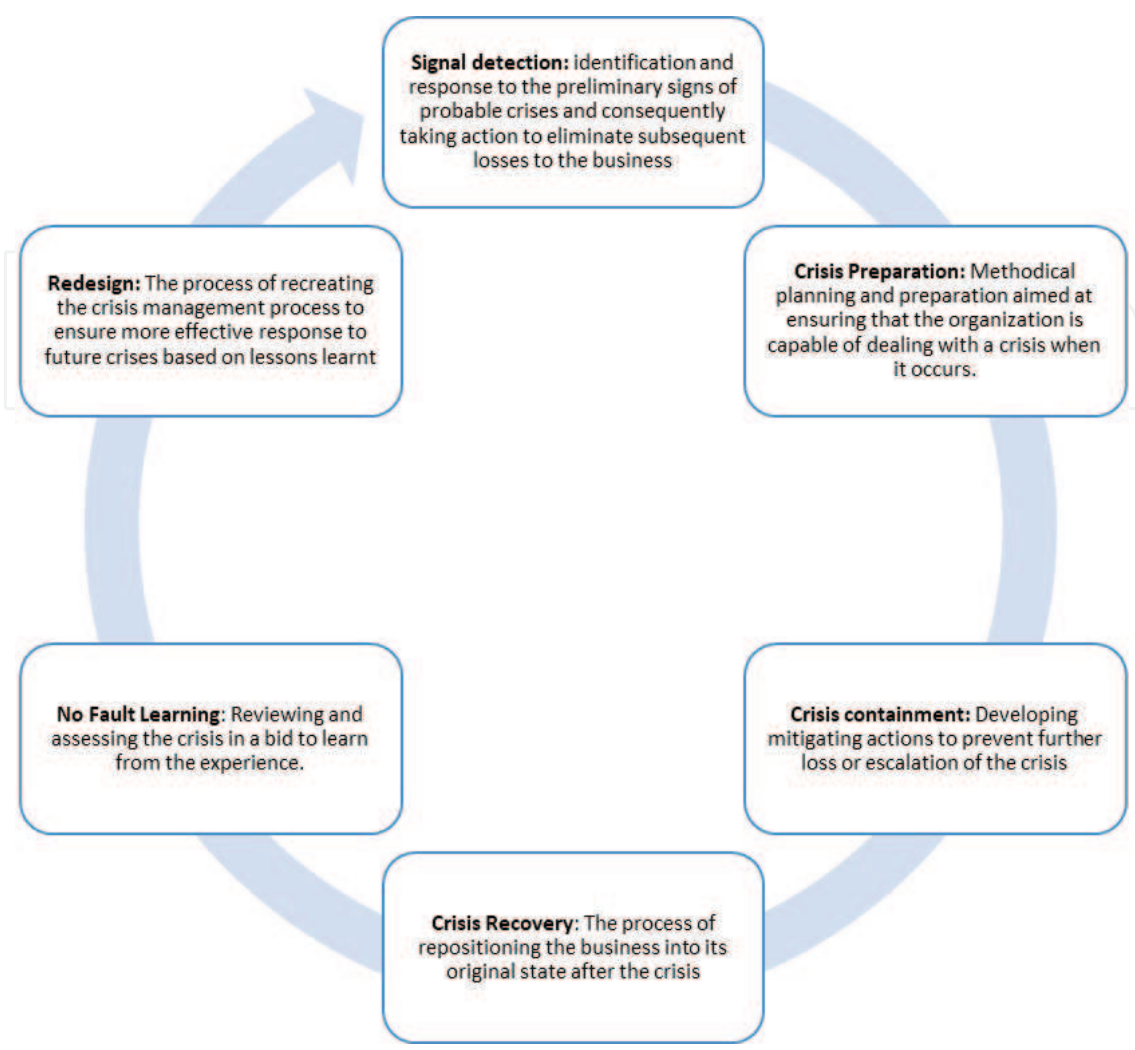 Signal detection: identification and
response to the preliminary signs of
probable crises and consequently
taking action to eliminate subsequent
losses to the business
Crisis Preparation: Methodical
planning and preparation aimed at
ensuring that the organization is
capable of dealing with a crisis when
it occurs.
Crisis containment: Developing
mitigating actions to prevent further
loss or escalation of the crisis
Crisis Recovery: The process of
repositioning the business into its
original state after the crisis
No Fault Learning: Reviewing and
assessing the crisis in a bid to learn
from the experience.
Redesign: The process of recreating
the crisis management process to
ensure more effective response to
future crises based on lessons learnt